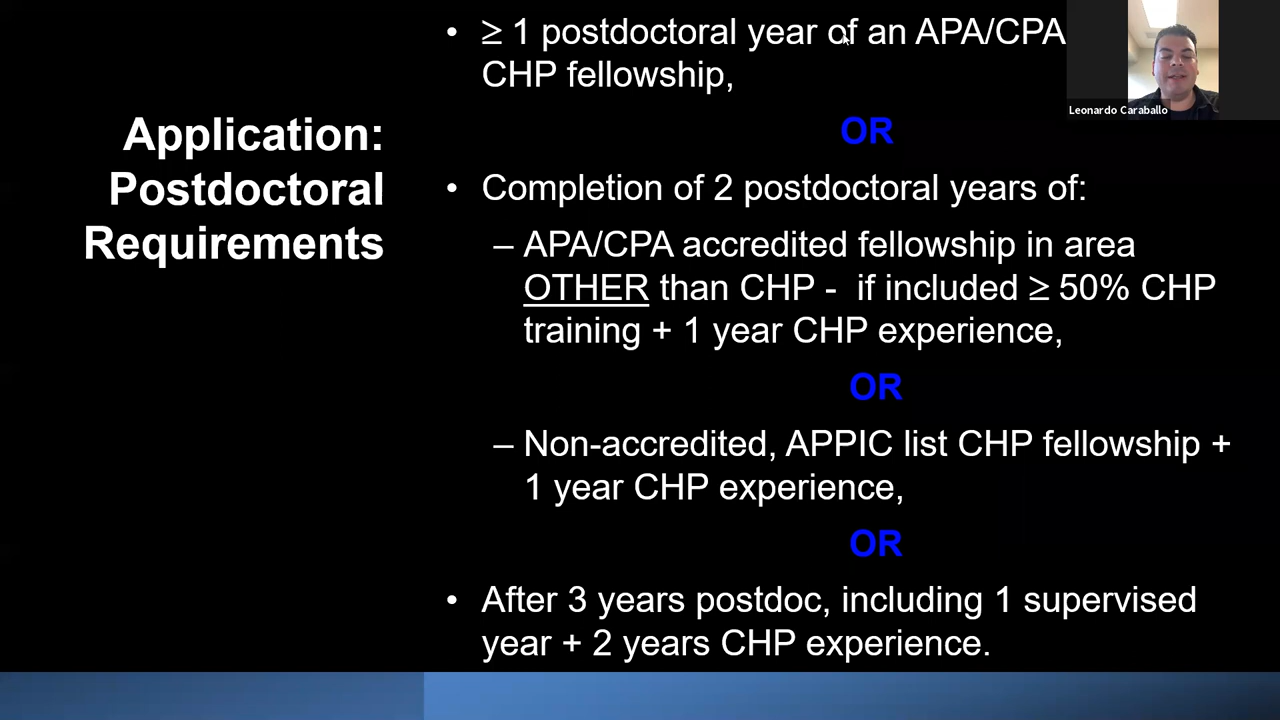 Application:
Postdoctoral
Requirements
• ≥ 1 postdoctoral year of an APA/CPA
CHP fellowship,
OR
• Completion of 2 postdoctoral years of:
– APA/CPA accredited fellowship in area
OTHER than CHP - if included ≥ 50% CHP
training + 1 year CHP experience,
OR
– Non-accredited, APPIC list CHP fellowship +
1 year CHP experience,
OR
• After 3 years postdoc, including 1 supervised
year + 2 years CHP experience.
Leonardo Caraballo